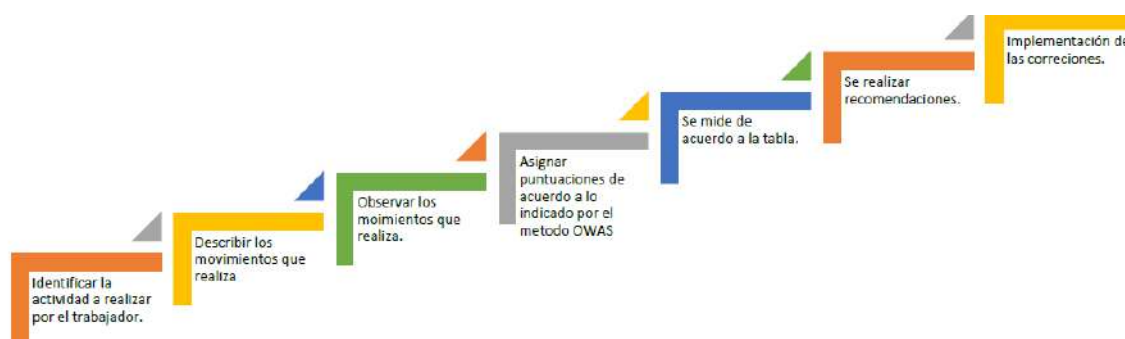 Identificar la
actividad a realizar
por el trabajador.
Describir los
movimientos que
realiza
Observar los
moimientos que
realiza.
Asignar
puntuaciones de
acuerdo a lo
indicado por el
metodo OWAS
Se mide de
acuerdo a la tabla.
Se realizar
recomendaciones.
Implementación de
las correciones.